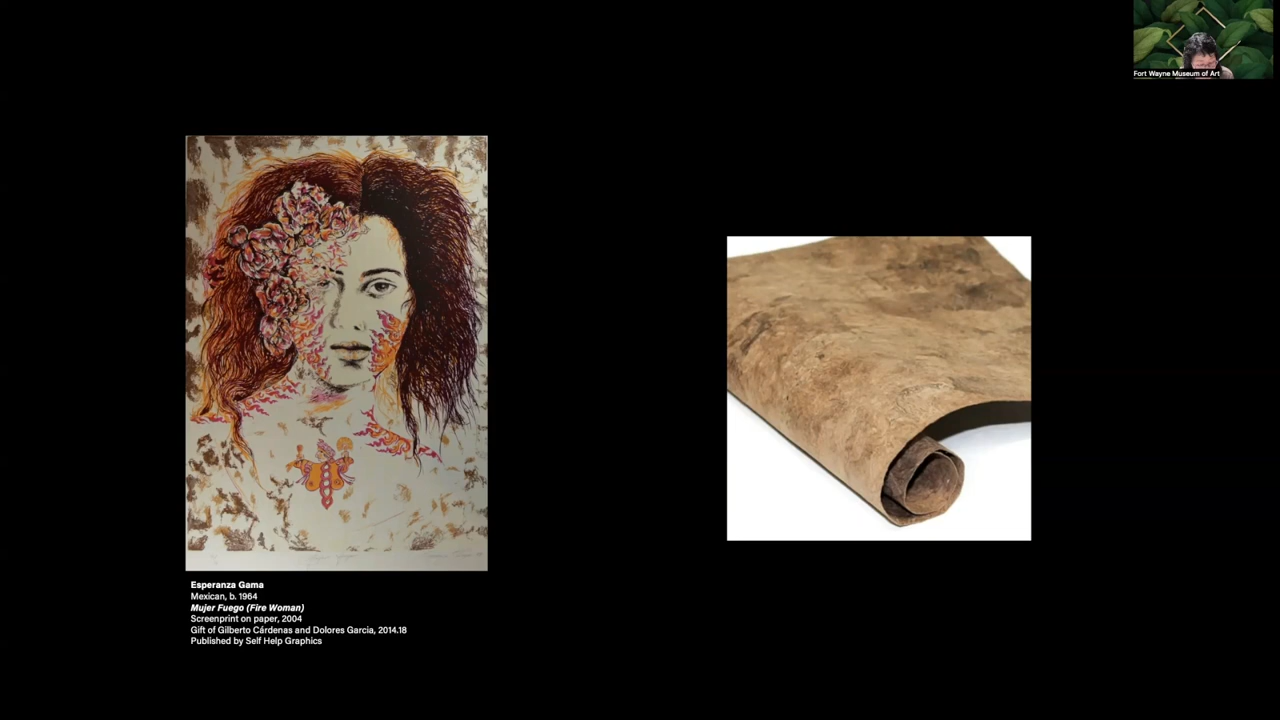 Fort Wayne Museum of Art
Esperanza Gama
Mexican, b. 1964
Mujer Fuego (Fire Woman)
Screenprint on paper, 2004
Gift of Gilberto Cárdenas and Dolores Garcia, 2014.18
Published by Self Help Graphics